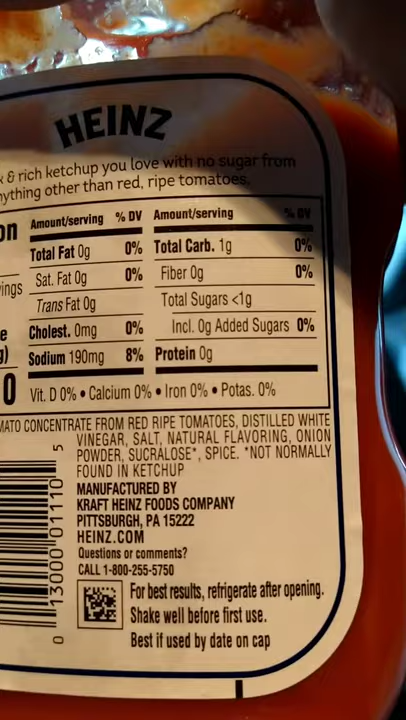 HEINZ
& rich ketchup you love with no sugar from
anything other than red, ripe tomatoes.
Amount/serving % DV Amount/serving % DV
Total Fat 0g 0% Total Carb. 1g 0%
Sat. Fat 0g 0% Fiber 0g 0%
Trans Fat 0g Total Sugars <1g
Cholest. 0mg 0% Incl. 0g Added Sugars 0%
Sodium 190mg 8% Protein 0g
0
Vit. D 0% • Calcium 0% • Iron 0% • Potas. 0%
MATO CONCENTRATE FROM RED RIPE TOMATOES, DISTILLED WHITE
VINEGAR, SALT, NATURAL FLAVORING, ONION
POWDER, SUCRALOSE*, SPICE. *NOT NORMALLY
FOUND IN KETCHUP
MANUFACTURED BY
KRAFT HEINZ FOODS COMPANY
PITTSBURGH, PA 15222
HEINZ.COM
Questions or comments?
CALL 1-800-255-5750
0 13000 01110 5
For best results, refrigerate after opening.
Shake well before first use.
Best if used by date on cap